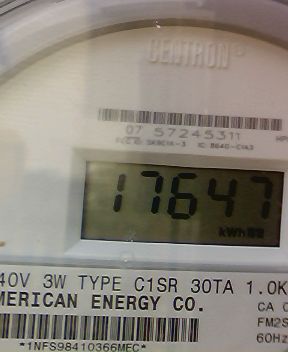 CENTRON®
07 57245311
17647
kWh
40V 3W TYPE C1SR 30TA 1.0K
MERICAN ENERGY CO.
CA
FM2S
60Hz
*1NFS98410366MEC*